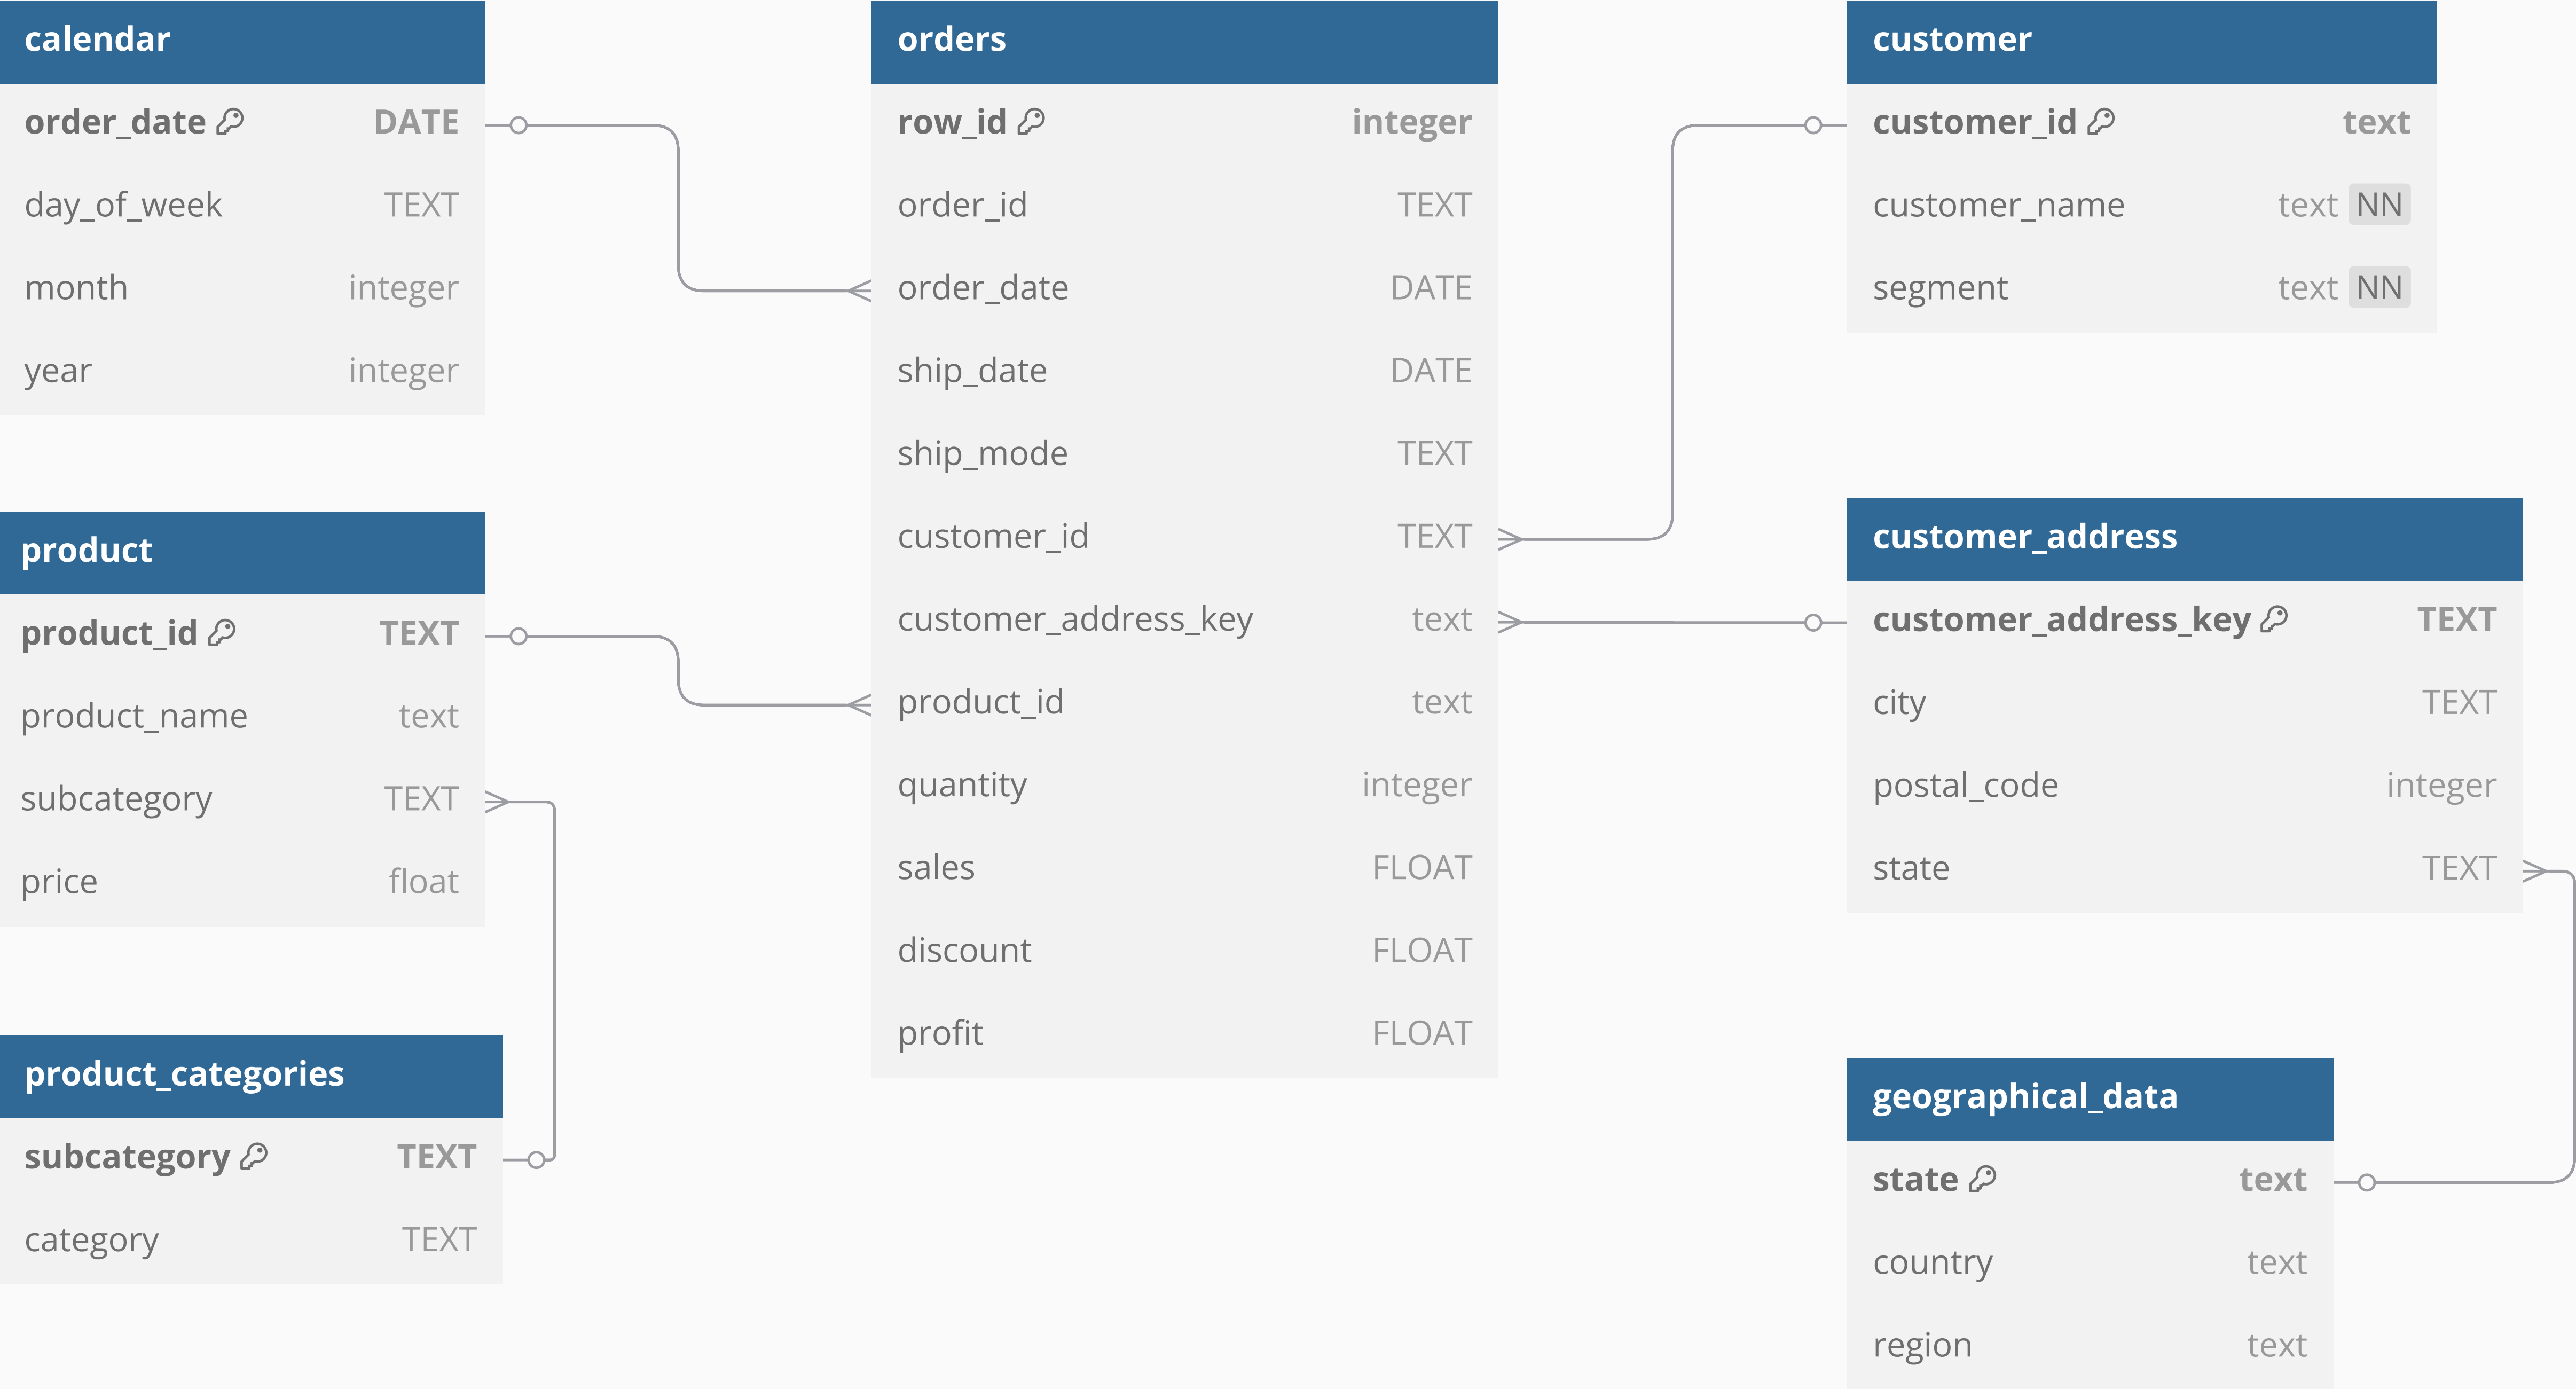 calendar
order_date DATE
day_of_week TEXT
month integer
year integer
product
product_id TEXT
product_name text
subcategory TEXT
price float
product_categories
subcategory TEXT
category TEXT
orders
row_id integer
order_id TEXT
order_date DATE
ship_date DATE
ship_mode TEXT
customer_id TEXT
customer_address_key text
product_id text
quantity integer
sales FLOAT
discount FLOAT
profit FLOAT
customer
customer_id text
customer_name text NN
segment text NN
customer_address
customer_address_key TEXT
city TEXT
postal_code integer
state TEXT
geographical_data
state text
country text
region text